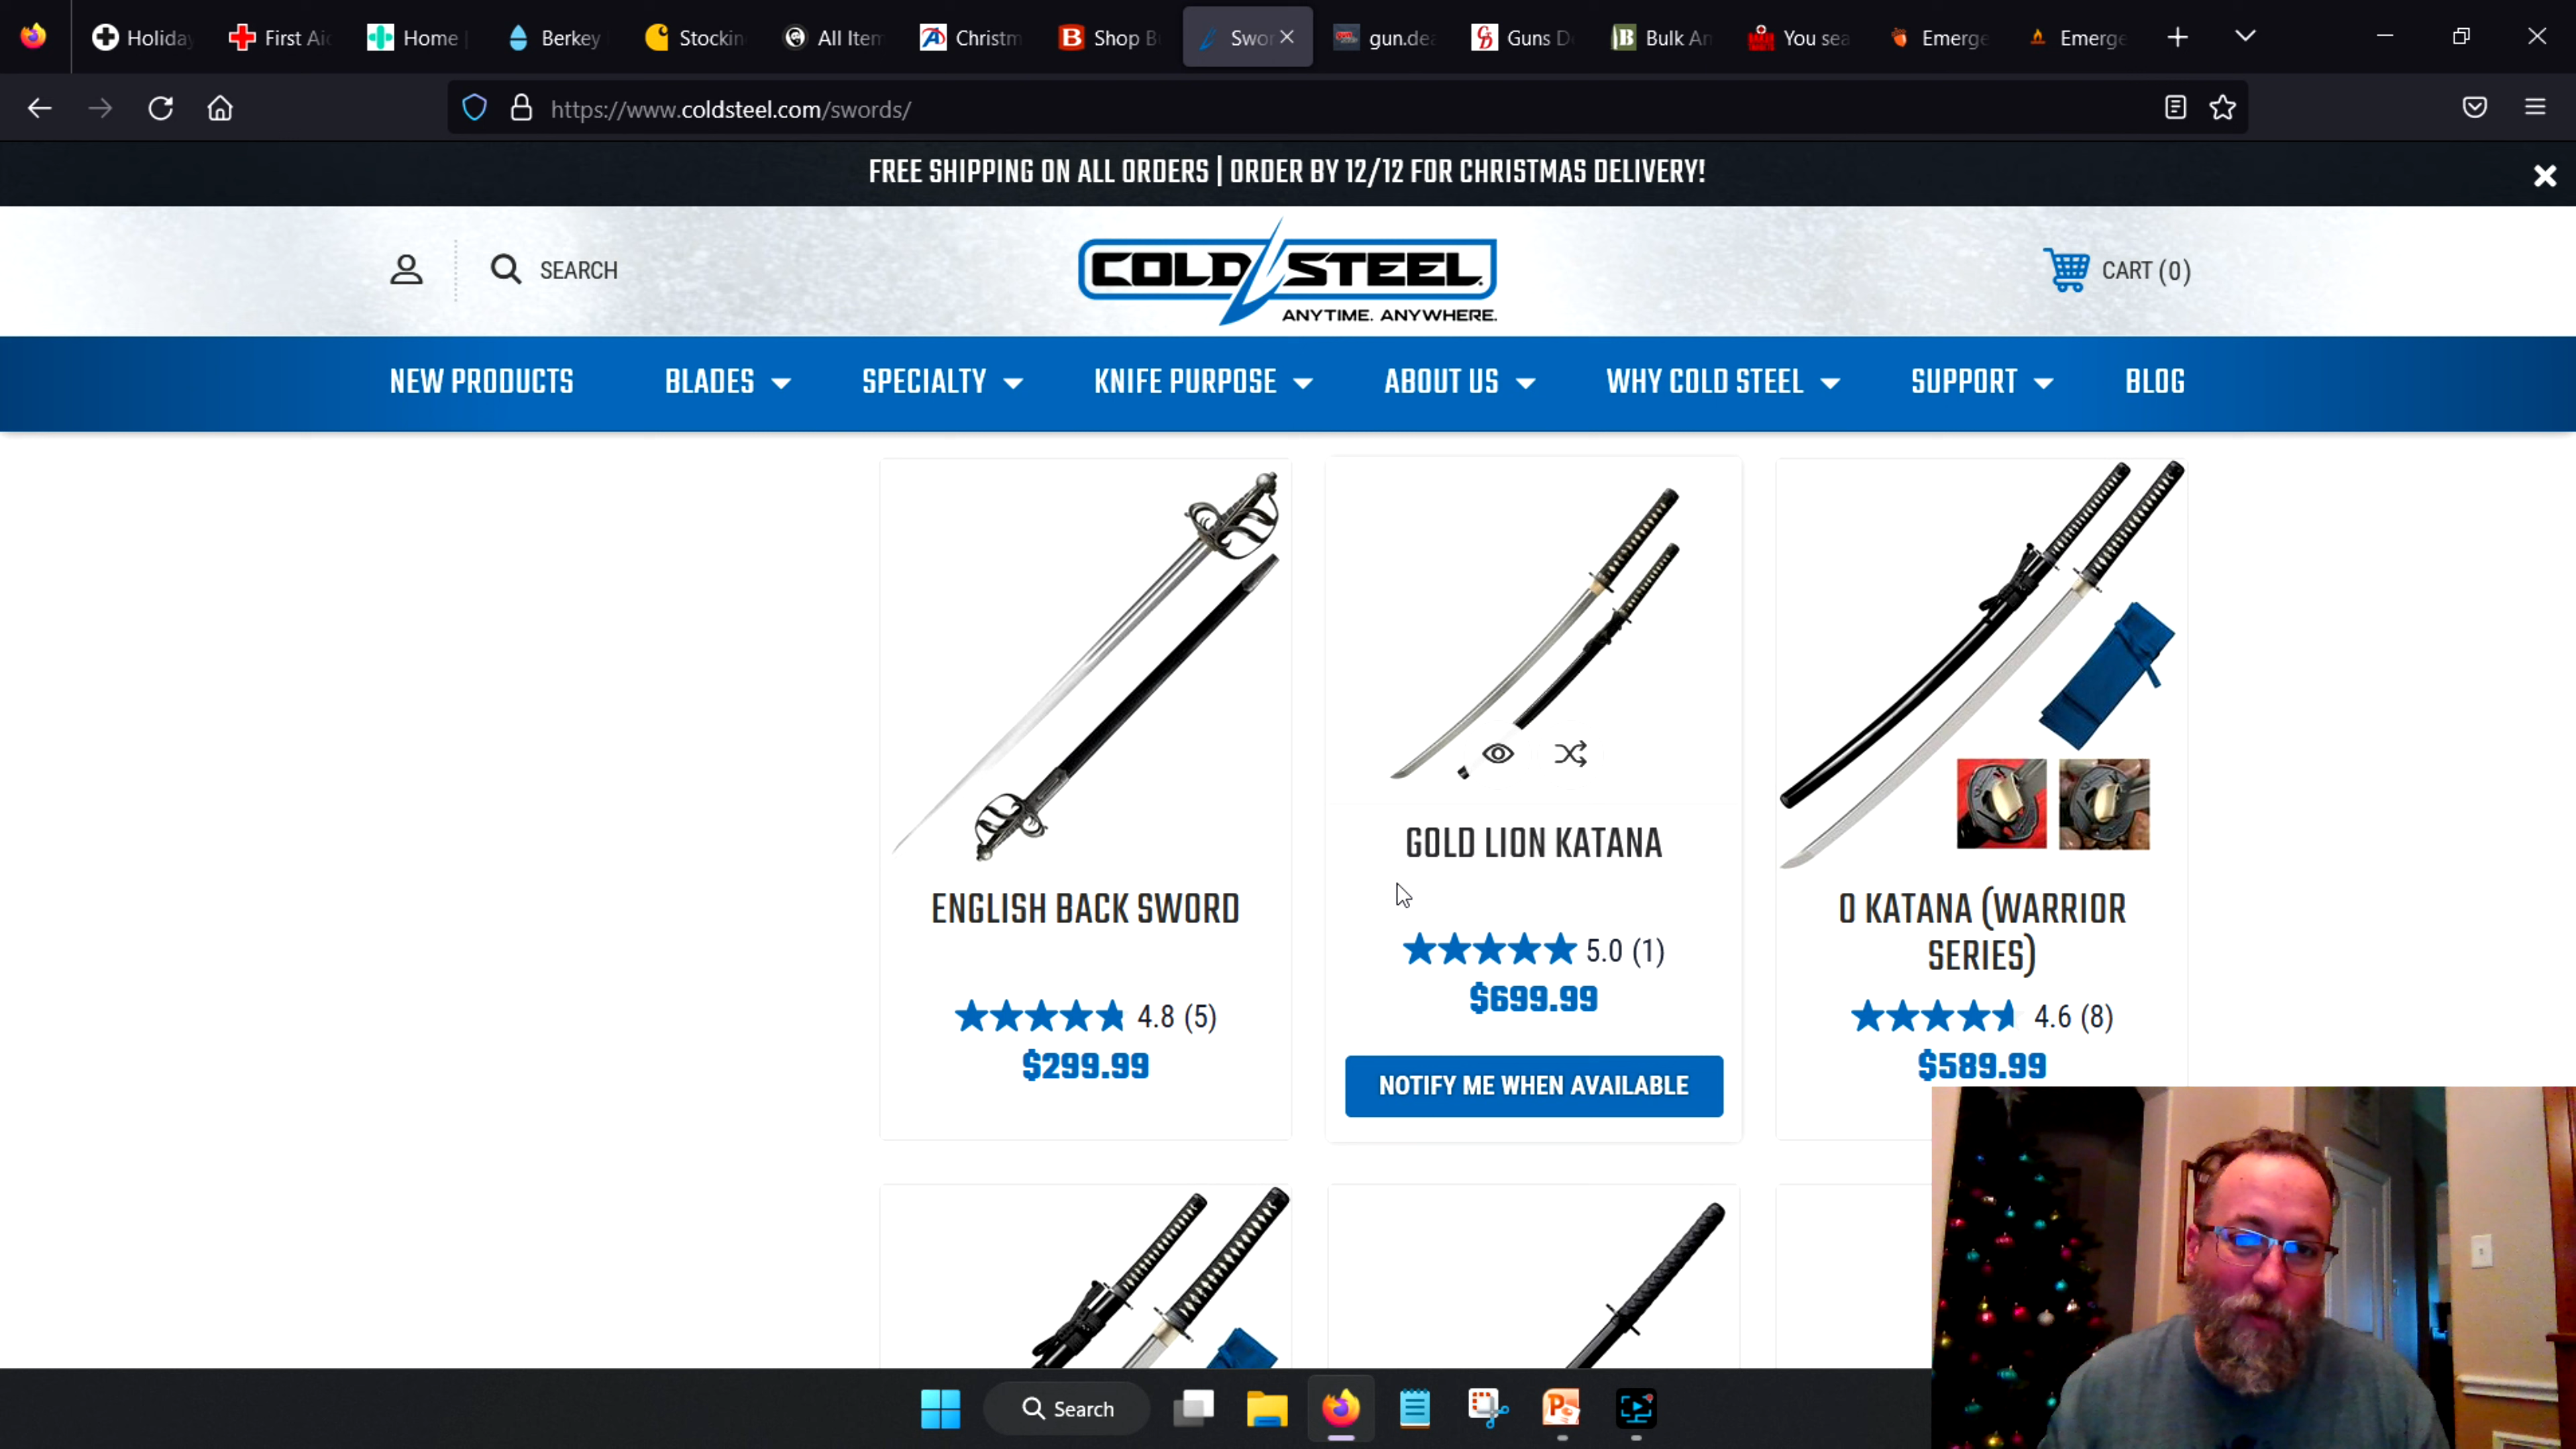 Holiday
First Aid
Home |
Berkey
Stockin
All Item
Christm
Shop B
Swor
gun.dea
Guns D
Bulk Am
You sea
Emerge
Emerge
https://www.coldsteel.com/swords/
FREE SHIPPING ON ALL ORDERS | ORDER BY 12/12 FOR CHRISTMAS DELIVERY!
SEARCH
COLD STEEL
ANYTIME. ANYWHERE.
CART (0)
NEW PRODUCTS
BLADES
SPECIALTY
KNIFE PURPOSE
ABOUT US
WHY COLD STEEL
SUPPORT
BLOG
ENGLISH BACK SWORD
4.8 (5)
$299.99
GOLD LION KATANA
5.0 (1)
$699.99
NOTIFY ME WHEN AVAILABLE
O KATANA (WARRIOR
SERIES)
4.6 (8)
$589.99
Search